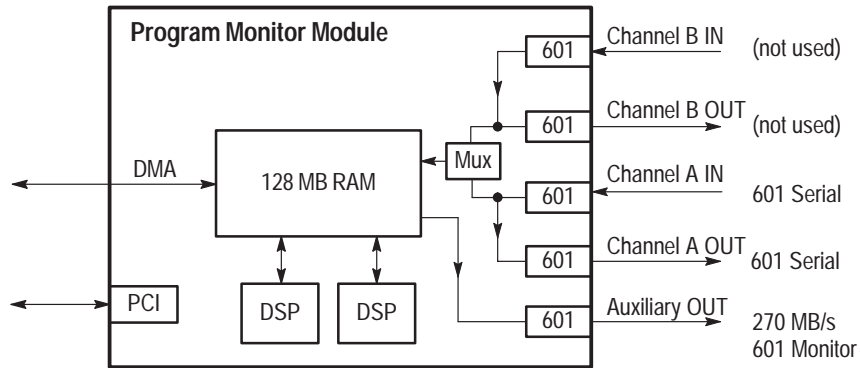 Program Monitor Module
601
Channel B IN
(not used)
601
Channel B OUT
(not used)
Mux
DMA
128 MB RAM
601
Channel A IN
601 Serial
601
Channel A OUT
601 Serial
PCI
DSP
DSP
601
Auxiliary OUT
270 MB/s
601 Monitor